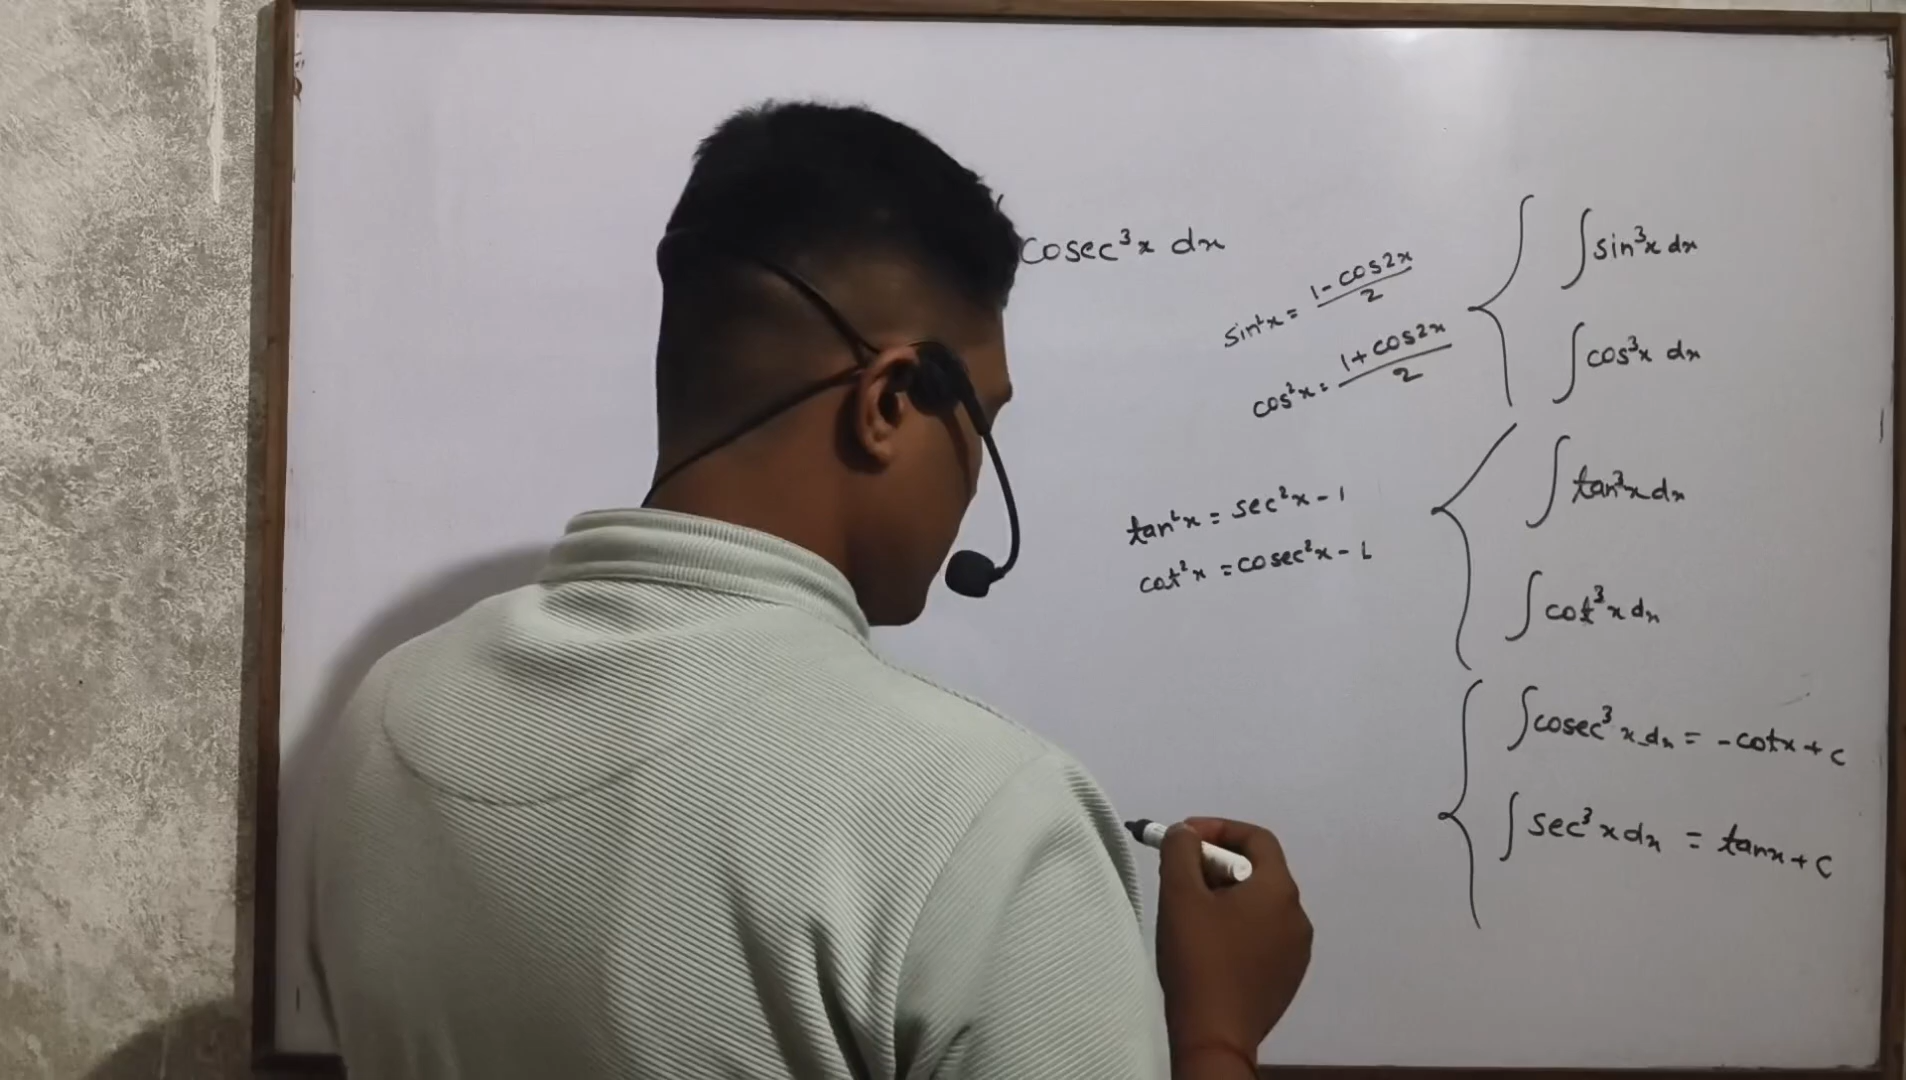 cosec³x dx
sin²x = (1 - cos2x)/2
cos²x = (1 + cos2x)/2
tan²x = sec²x - 1
cot²x = cosec²x - 1
∫sin³x dx
∫cos³x dx
∫tan³x dx
∫cot³x dx
∫cosec³x dx = -cotx + c
∫sec³x dx = tanx + c